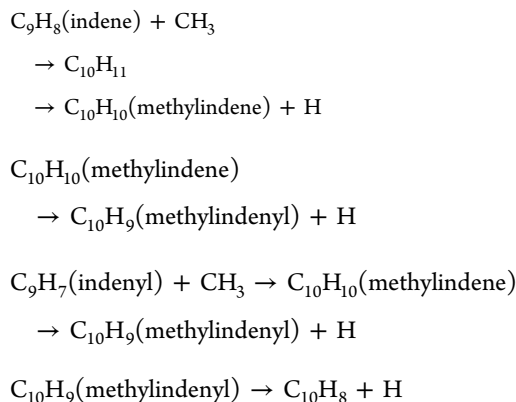 C₉H₈(indene) + CH₃
→ C₁₀H₁₁
→ C₁₀H₁₀(methylindene) + H
C₁₀H₁₀(methylindene)
→ C₁₀H₉(methylindenyl) + H
C₉H₇(indenyl) + CH₃ → C₁₀H₁₀(methylindene)
→ C₁₀H₉(methylindenyl) + H
C₁₀H₉(methylindenyl) → C₁₀H₈ + H